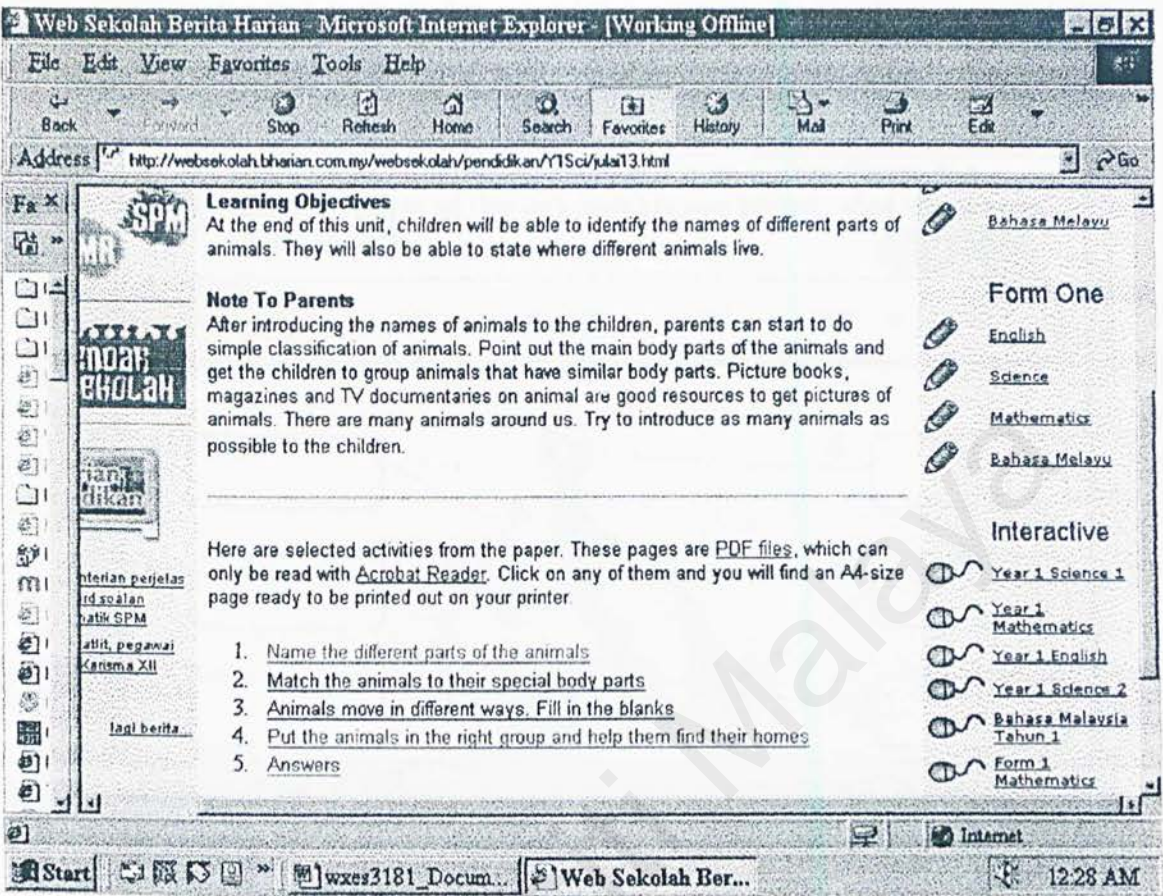 Web Sekolah Berita Harian - Microsoft Internet Explorer - [Working Offline]
File Edit View Favorites Tools Help
Back Forward Stop Refresh Home Search Favorites History Mail Print Edit
Address http://websekolah.bharian.com.my/websekolah/pendidikan/Y1Sci/julai13.html Go
Fa
SPM
MR
Learning Objectives
At the end of this unit, children will be able to identify the names of different parts of
animals. They will also be able to state where different animals live.
Note To Parents
After introducing the names of animals to the children, parents can start to do
simple classification of animals. Point out the main body parts of the animals and
get the children to group animals that have similar body parts. Picture books,
magazines and TV documentaries on animal are good resources to get pictures of
animals. There are many animals around us. Try to introduce as many animals as
possible to the children.
Here are selected activities from the paper. These pages are PDF files, which can
only be read with Acrobat Reader. Click on any of them and you will find an A4-size
page ready to be printed out on your printer.
1. Name the different parts of the animals
2. Match the animals to their special body parts
3. Animals move in different ways. Fill in the blanks
4. Put the animals in the right group and help them find their homes
5. Answers
nterian perjelas
rd soalan
atik SPM
atlit, pegawai
Karisma XII
lagi berita...
Bahasa Melayu
Form One
English
Science
Mathematics
Bahasa Melayu
Interactive
Year 1 Science 1
Year 1
Mathematics
Year 1 English
Year 1 Science 2
Bahasa Malaysia
Tahun 1
Form 1
Mathematics
Internet
Start wxes3181_Docum... Web Sekolah Ber... 12:28 AM
Malaya